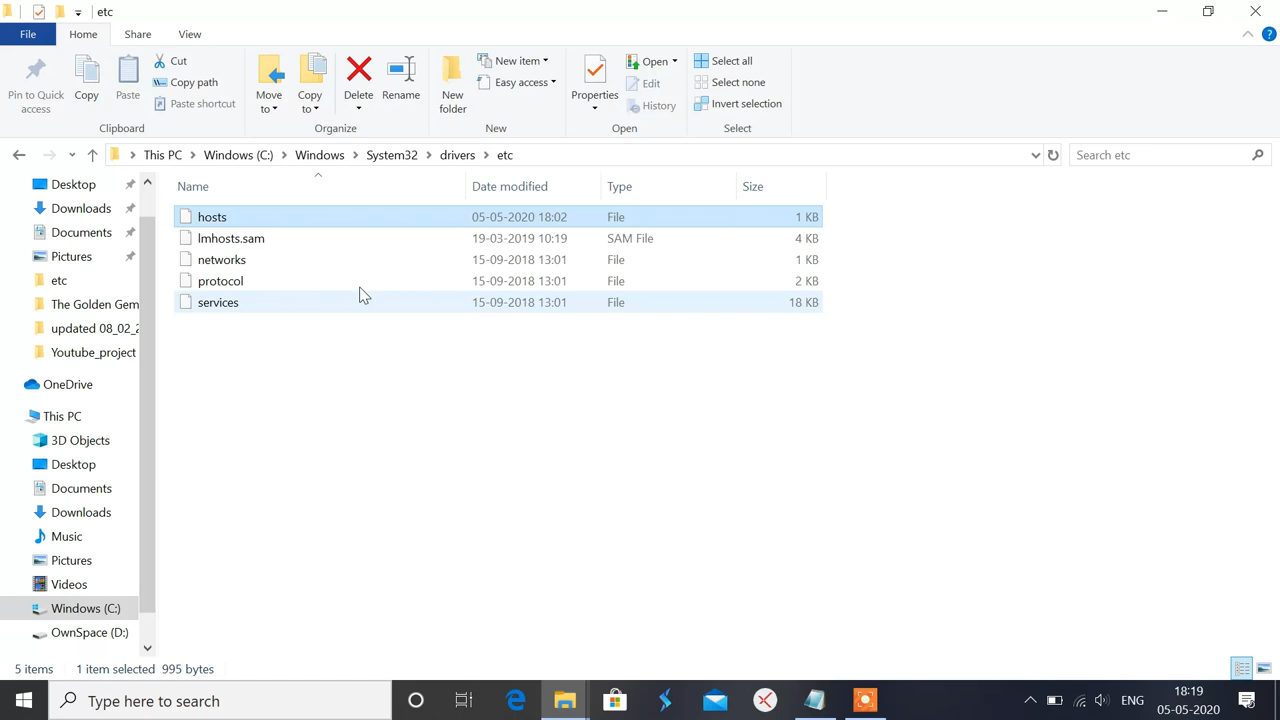 etc
File Home Share View
Pin to Quick access
Copy
Paste
Cut
Copy path
Paste shortcut
Clipboard
Move to
Copy to
Delete
Rename
Organize
New folder
New item
Easy access
New
Properties
Open
Edit
History
Open
Select all
Select none
Invert selection
Select
This PC Windows (C:) Windows System32 drivers etc
Search etc
Desktop
Downloads
Documents
Pictures
etc
The Golden Gem
updated 08_02_2
Youtube_project
OneDrive
This PC
3D Objects
Desktop
Documents
Downloads
Music
Pictures
Videos
Windows (C:)
OwnSpace (D:)
Name Date modified Type Size
hosts 05-05-2020 18:02 File 1 KB
lmhosts.sam 19-03-2019 10:19 SAM File 4 KB
networks 15-09-2018 13:01 File 1 KB
protocol 15-09-2018 13:01 File 2 KB
services 15-09-2018 13:01 File 18 KB
5 items 1 item selected 995 bytes
Type here to search
ENG
18:19
05-05-2020